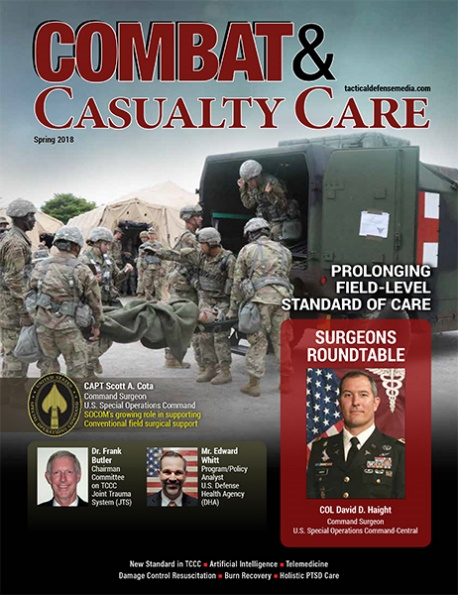 COMBAT &
tacticaldefensemedia.com
CASUALTY CARE
Spring 2018
PROLONGING
FIELD-LEVEL
STANDARD OF CARE
SURGEONS
ROUNDTABLE
CAPT Scott A. Cota
Command Surgeon
U.S. Special Operations Command
SOCOM's growing role in supporting
Conventional field surgical support
Dr. Frank
Butler
Chairman
Committee
on TCCC
Joint Trauma
System (JTS)
Mr. Edward
Whitt
Program/Policy
Analyst
U.S. Defense
Health Agency
(DHA)
COL David D. Haight
Command Surgeon
U.S. Special Operations Command-Central
New Standard in TCCC ■ Artificial Intelligence ■ Telemedicine
Damage Control Resuscitation ■ Burn Recovery ■ Holistic PTSD Care